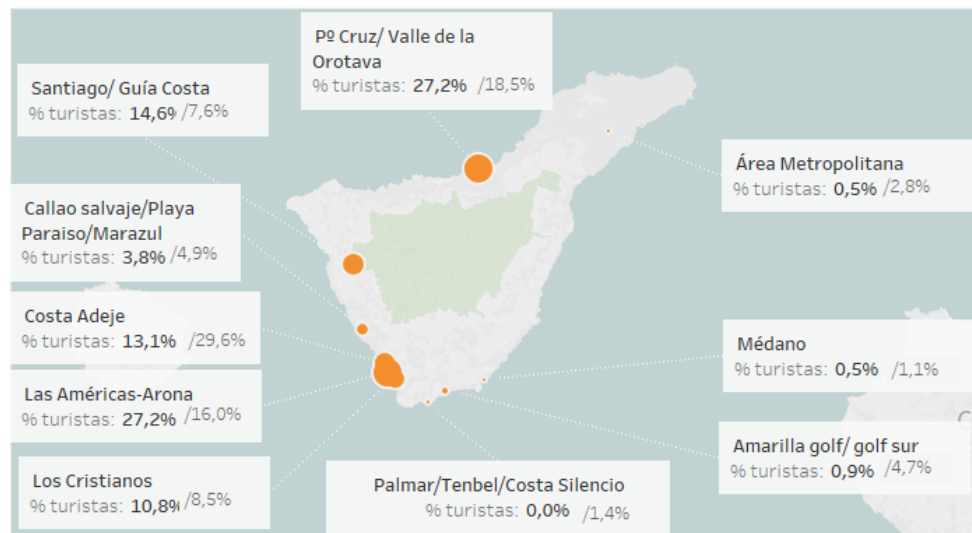 Pº Cruz/ Valle de la
Orotava
% turistas: 27,2% /18,5%
Santiago/ Guía Costa
% turistas: 14,6% /7,6%
Área Metropolitana
% turistas: 0,5% /2,8%
Callao salvaje/Playa
Paraiso/Marazul
% turistas: 3,8% /4,9%
Costa Adeje
% turistas: 13,1% /29,6%
Médano
% turistas: 0,5% /1,1%
Las Américas-Arona
% turistas: 27,2% /16,0%
Amarilla golf/ golf sur
% turistas: 0,9% /4,7%
Los Cristianos
% turistas: 10,8% /8,5%
Palmar/Tenbel/Costa Silencio
% turistas: 0,0% /1,4%